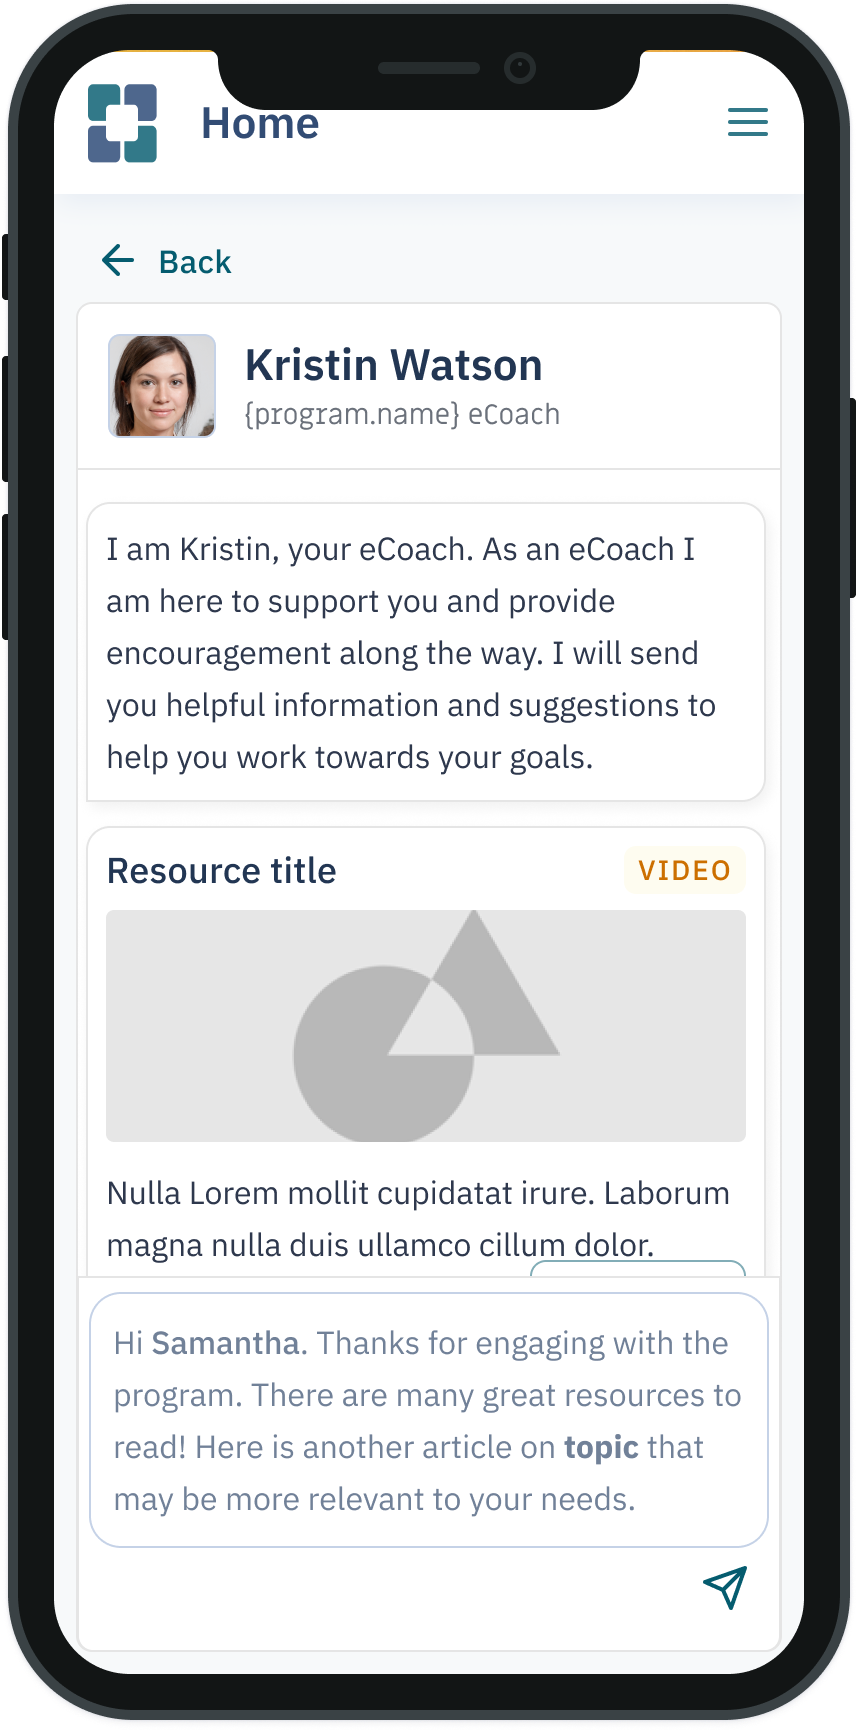 Home
Back
Kristin Watson
{program.name} eCoach
I am Kristin, your eCoach. As an eCoach I
am here to support you and provide
encouragement along the way. I will send
you helpful information and suggestions to
help you work towards your goals.
Resource title
VIDEO
Nulla Lorem mollit cupidatat irure. Laborum
magna nulla duis ullamco cillum dolor.
Hi Samantha. Thanks for engaging with the
program. There are many great resources to
read! Here is another article on topic that
may be more relevant to your needs.